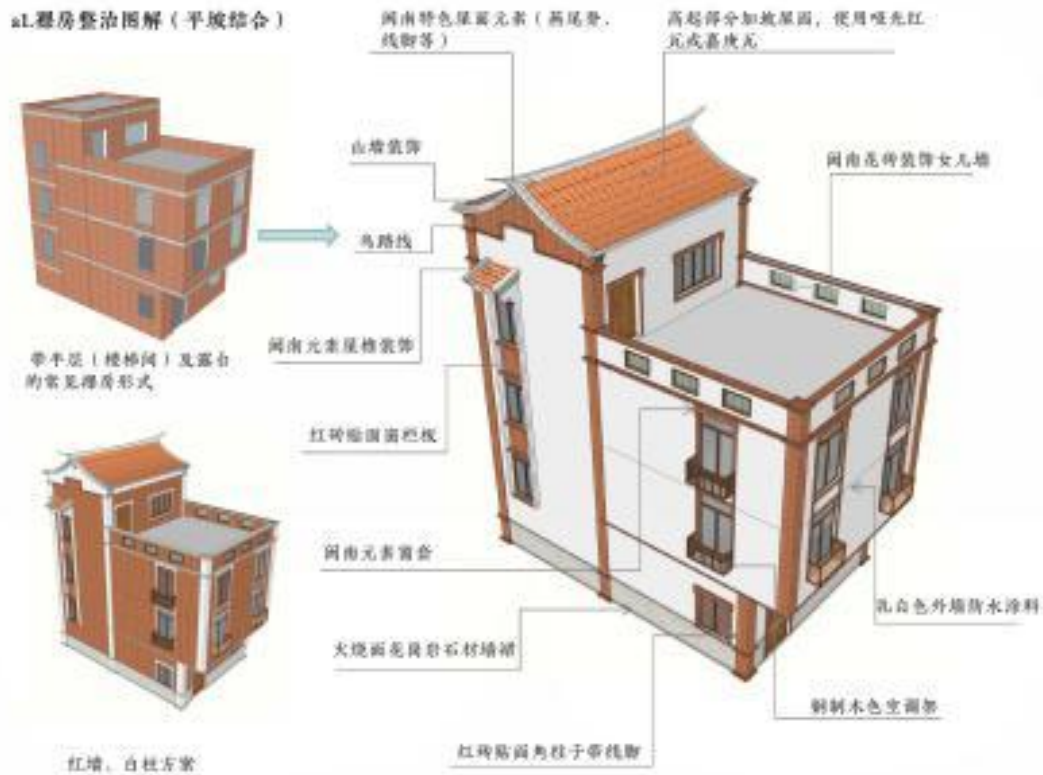 a1.裸房整治图解（平坡结合）
闽南特色屋面元素（燕尾脊、
线脚等）
高起部分加坡屋面，使用哑光红
瓦或嘉庚瓦
山墙装饰
闽南花砖装饰女儿墙
鸟踏线
闽南元素屋檐装饰
带平层（楼梯间）及露台
的常见裸房形式
红砖贴面窗栏板
闽南元素窗套
乳白色外墙防水涂料
火烧面花岗岩石材墙裙
钢制木色空调架
红砖贴面角柱子带线脚
红墙、白柱方案